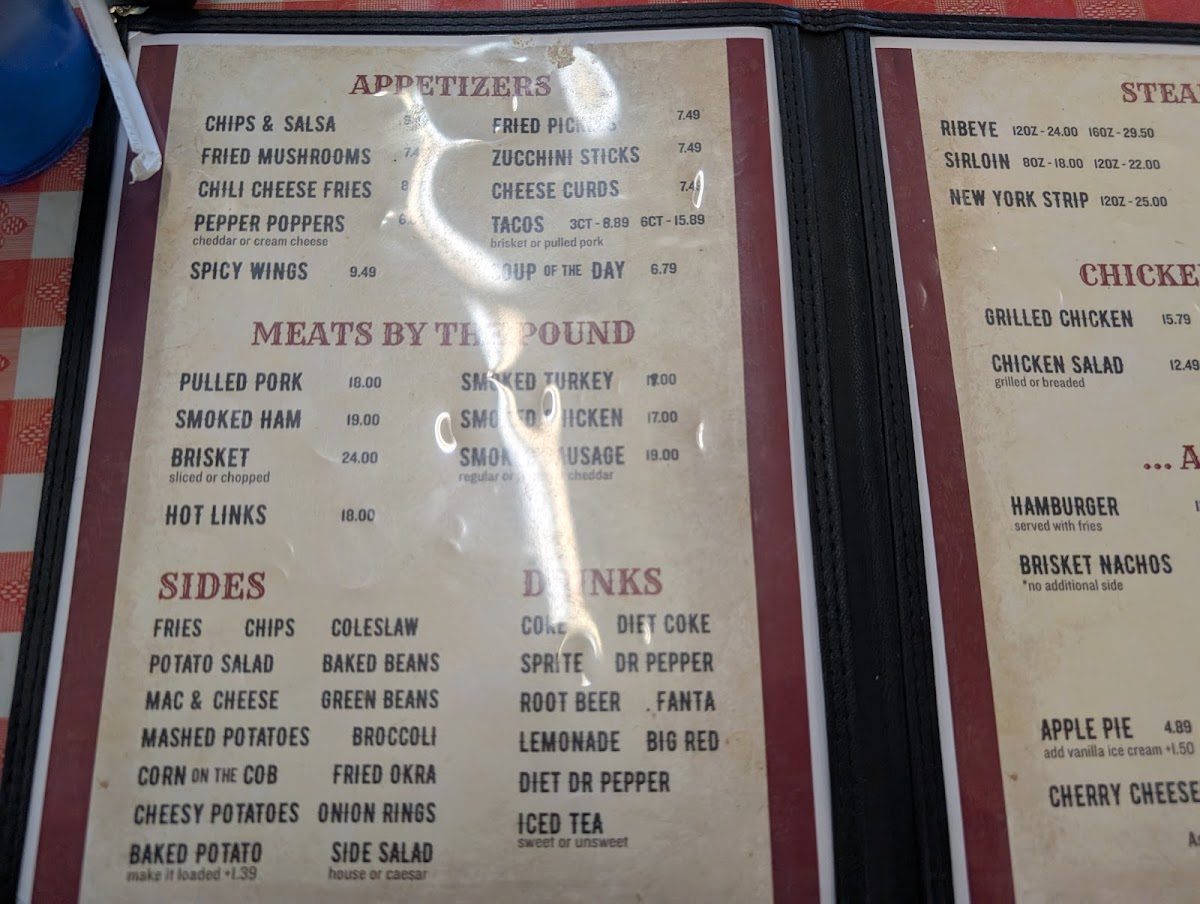 APPETIZERS
CHIPS & SALSA
FRIED MUSHROOMS
CHILI CHEESE FRIES
PEPPER POPPERS
cheddar or cream cheese
SPICY WINGS 9.49
FRIED 7.49
ZUCCHINI STICKS 7.49
CHEESE CURDS
TACOS 3CT - 8.89 6CT - 15.89
brisket or pulled pork
SOUP OF THE DAY 6.79
MEATS BY THE POUND
PULLED PORK 18.00
SMOKED HAM 19.00
BRISKET 24.00
sliced or chopped
HOT LINKS 18.00
SMOKED TURKEY
SMOKED CHICKEN 17.00
SMOKED SAUSAGE 19.00
regular or cheddar
SIDES
FRIES CHIPS COLESLAW
POTATO SALAD BAKED BEANS
MAC & CHEESE GREEN BEANS
MASHED POTATOES BROCCOLI
CORN ON THE COB FRIED OKRA
CHEESY POTATOES ONION RINGS
BAKED POTATO SIDE SALAD
make it loaded +1.39 house or caesar
DRINKS
COKE DIET COKE
SPRITE DR PEPPER
ROOT BEER FANTA
LEMONADE BIG RED
DIET DR PEPPER
ICED TEA
sweet or unsweet
RIBEYE 12OZ - 24.00 16OZ - 29.50
SIRLOIN 8OZ - 18.00 12OZ - 22.00
NEW YORK STRIP 12OZ - 25.00
GRILLED CHICKEN 15.79
CHICKEN SALAD 12.49
grilled or breaded
HAMBURGER
served with fries
BRISKET NACHOS
*no additional side
APPLE PIE 4.89
add vanilla ice cream +1.50
CHERRY CHEESE